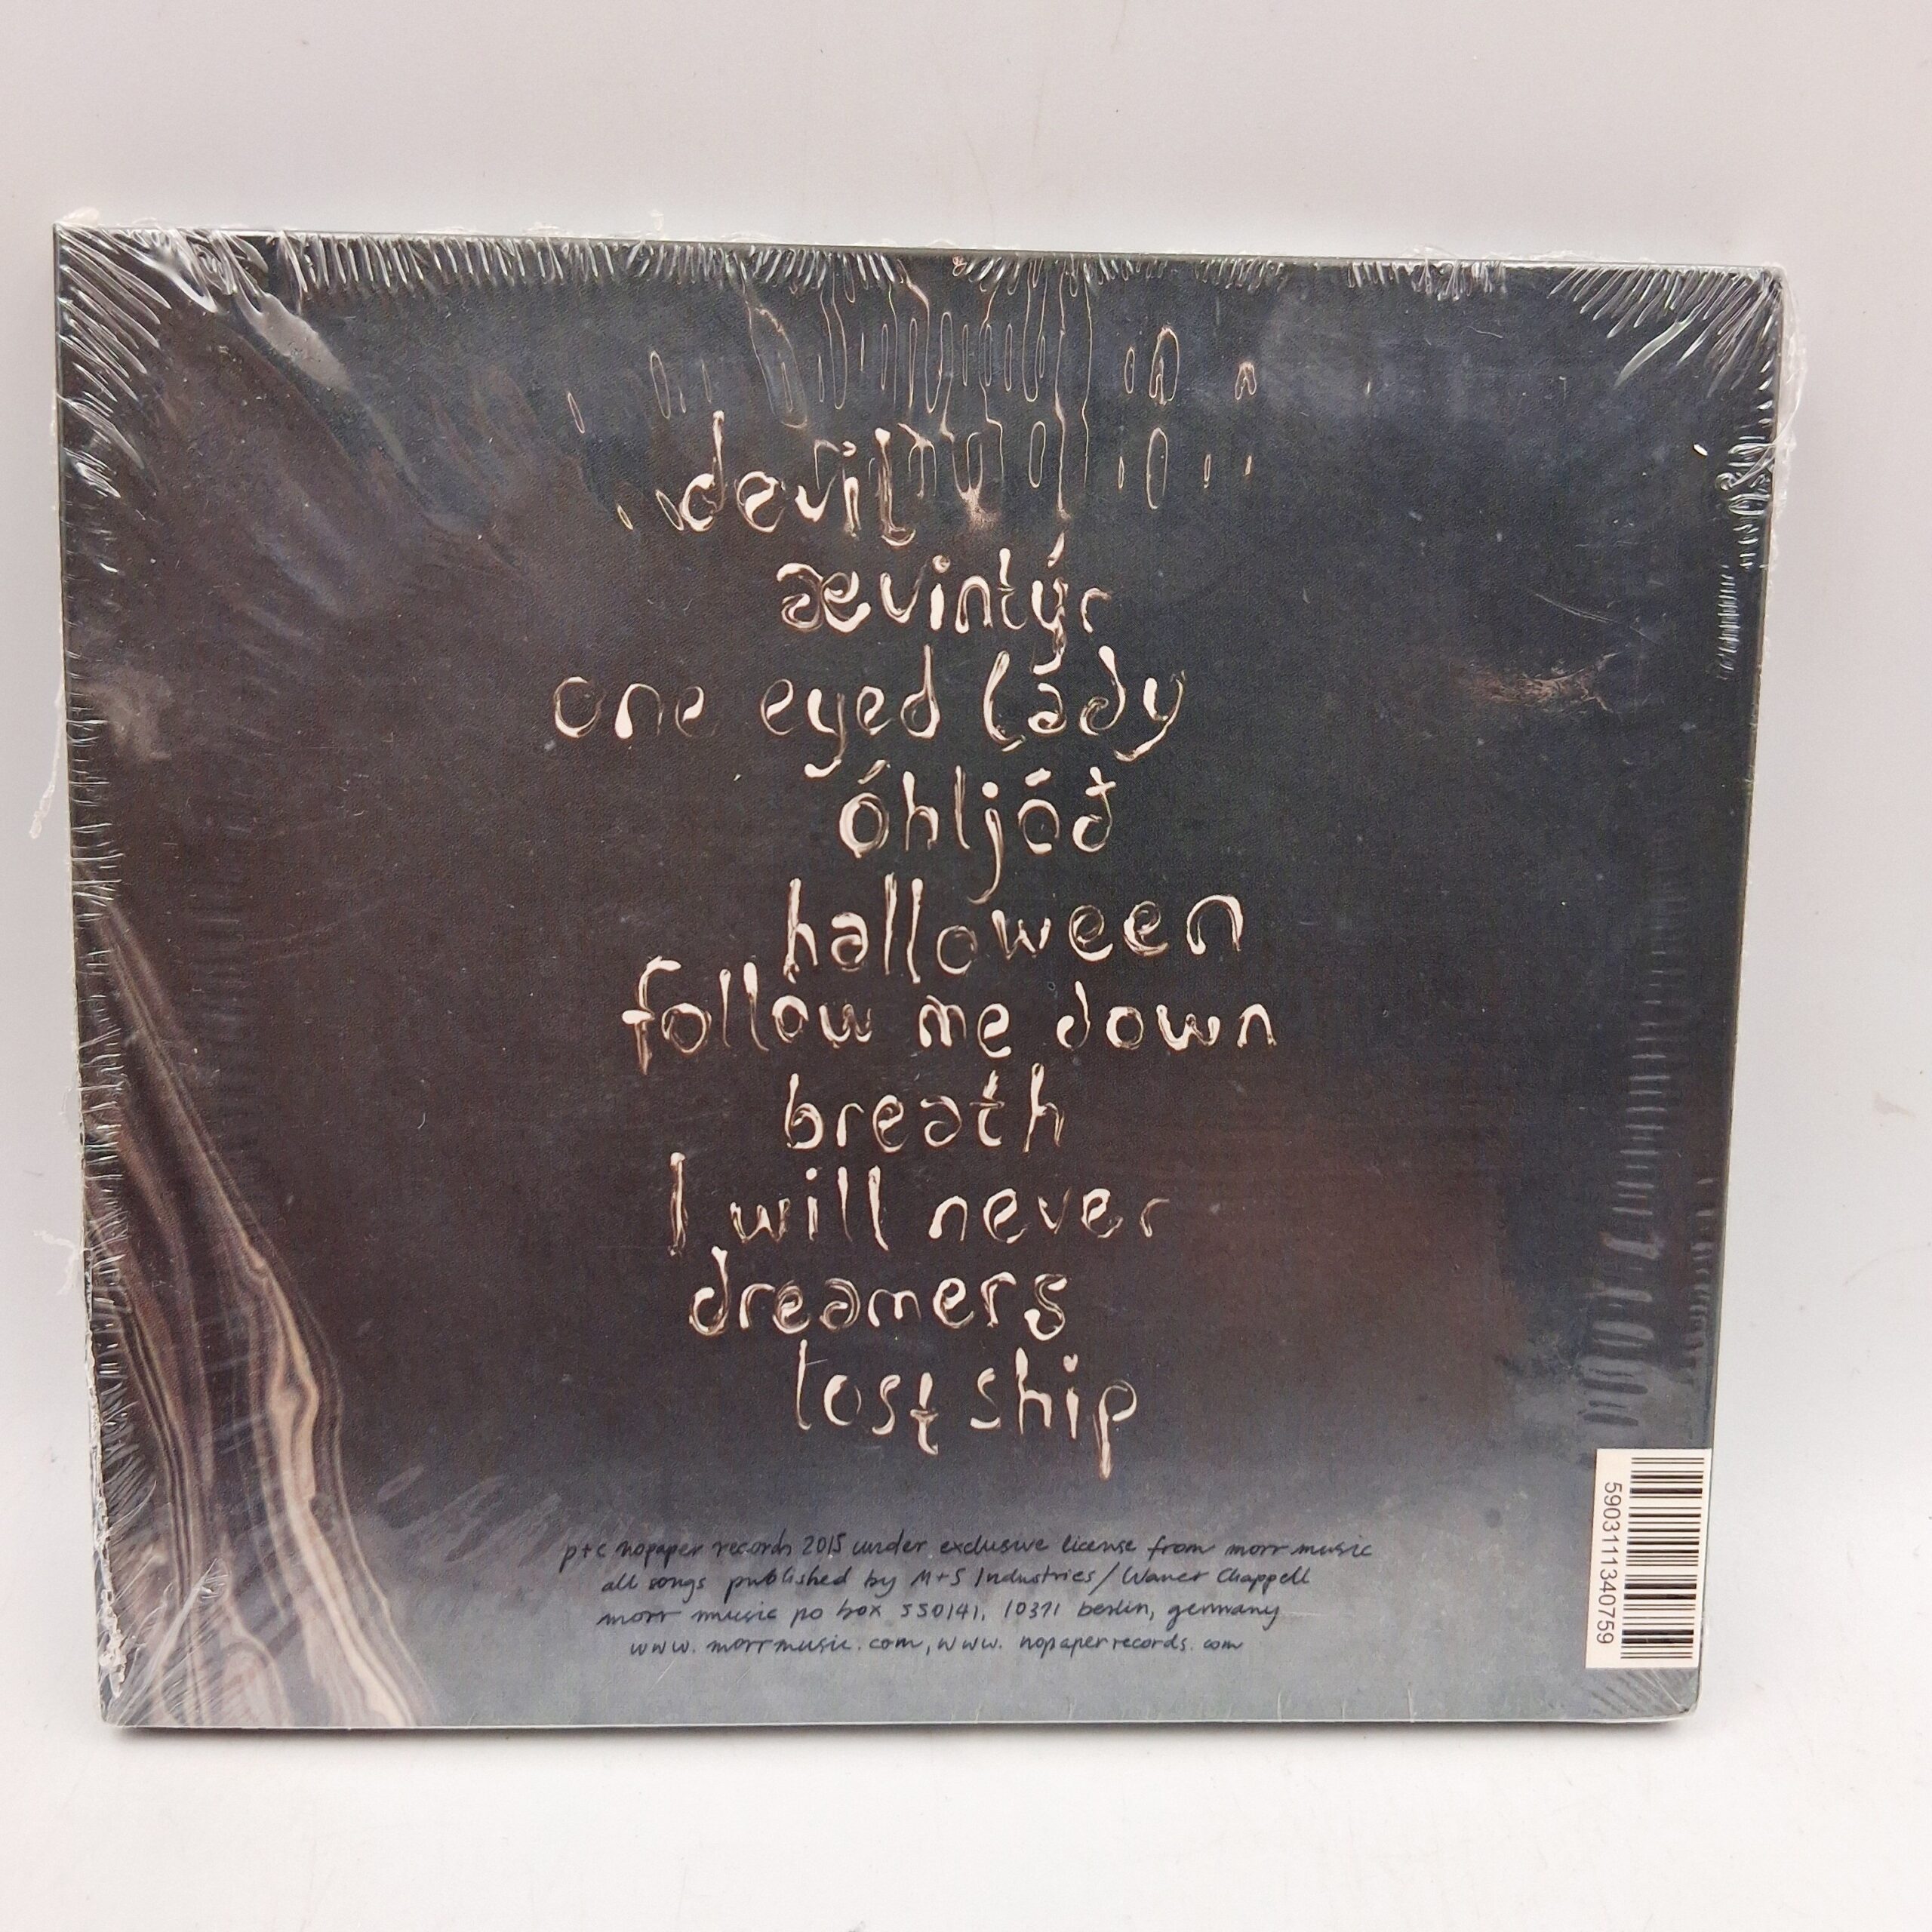 devil
ævintýr
one eyed lady
óhljóð
halloween
follow me down
breath
I will never
dreamers
lost ship
p+c nopaper records 2015 under exclusive license from morr music
all songs published by M+S Industries / Waner Chappell
morr music po box 550141, 10371 berlin, germany
www.morrmusic.com, www.nopaperrecords.com
5903111340759